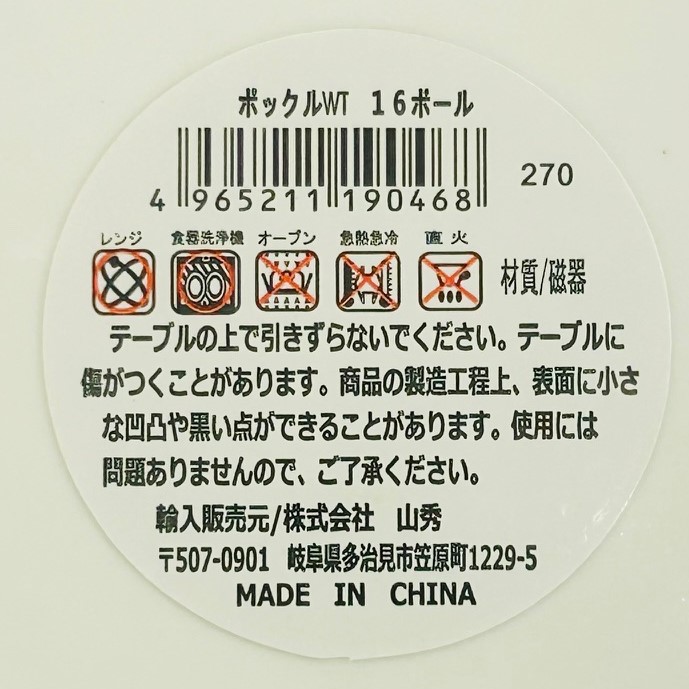 ポックルWT 16ボール
4 965211 190468
270
レンジ 食器洗浄機 オーブン 急熱急冷 直火
材質/磁器
テーブルの上で引きずらないでください。テーブルに
傷がつくことがあります。商品の製造工程上、表面に小さ
な凹凸や黒い点ができることがあります。使用には
問題ありませんので、ご了承ください。
輸入販売元/株式会社 山秀
〒507-0901 岐阜県多治見市笠原町1229-5
MADE IN CHINA